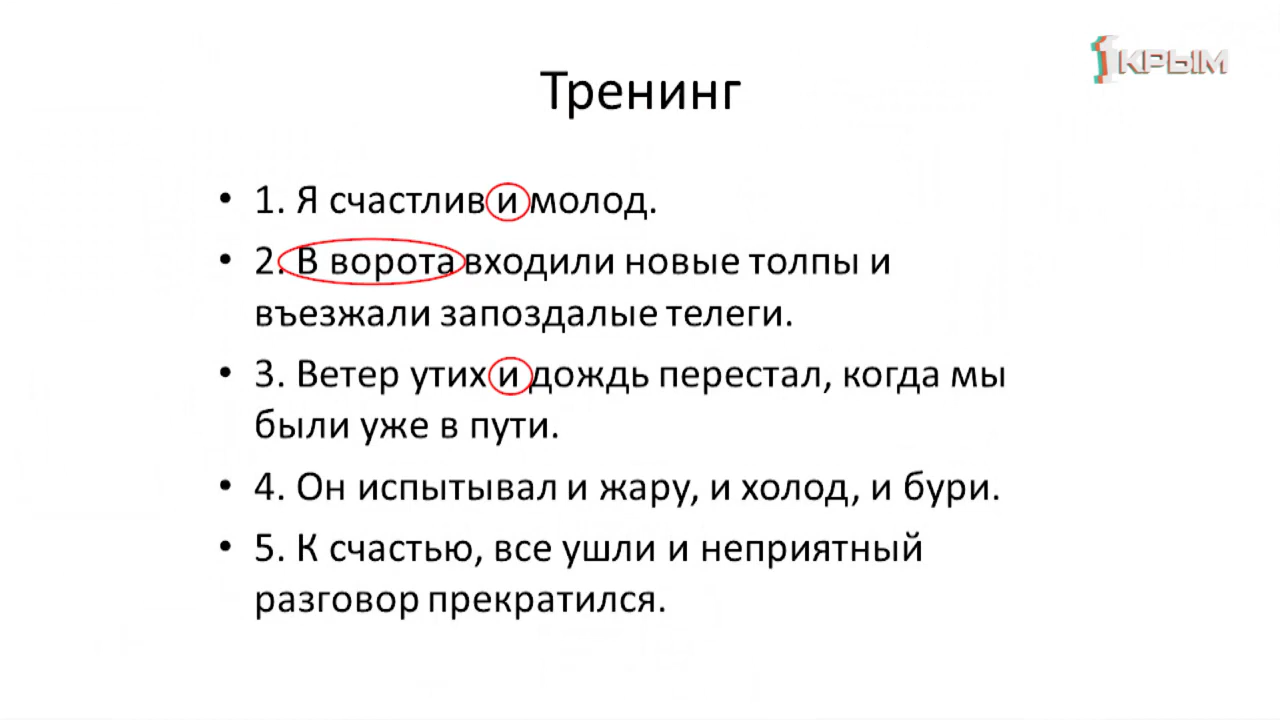 1КРЫМ
Тренинг
• 1. Я счастлив и молод.
• 2. В ворота входили новые толпы и
въезжали запоздалые телеги.
• 3. Ветер утих и дождь перестал, когда мы
были уже в пути.
• 4. Он испытывал и жару, и холод, и бури.
• 5. К счастью, все ушли и неприятный
разговор прекратился.